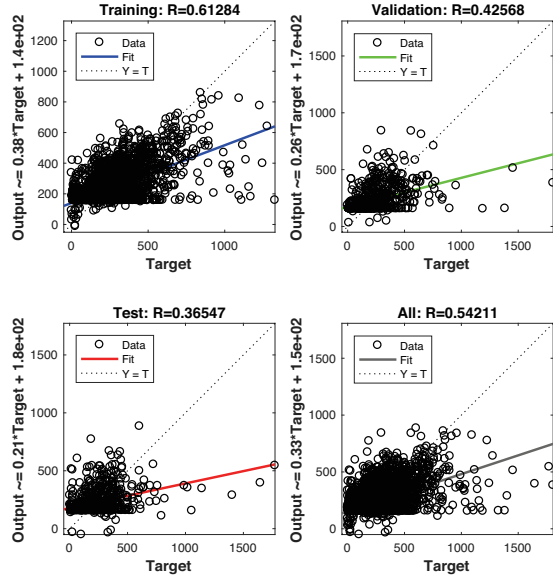 Training: R=0.61284
Output ~= 0.38*Target + 1.4e+02
1200
1000
800
600
400
200
0
Data
Fit
Y = T
0
500
1000
Target
Validation: R=0.42568
Output ~= 0.26*Target + 1.7e+02
1500
1000
500
0
Data
Fit
Y = T
0
500
1000
1500
Target
Test: R=0.36547
Output ~= 0.21*Target + 1.8e+02
1500
1000
500
0
Data
Fit
Y = T
0
500
1000
1500
Target
All: R=0.54211
Output ~= 0.33*Target + 1.5e+02
1500
1000
500
0
Data
Fit
Y = T
0
500
1000
1500
Target